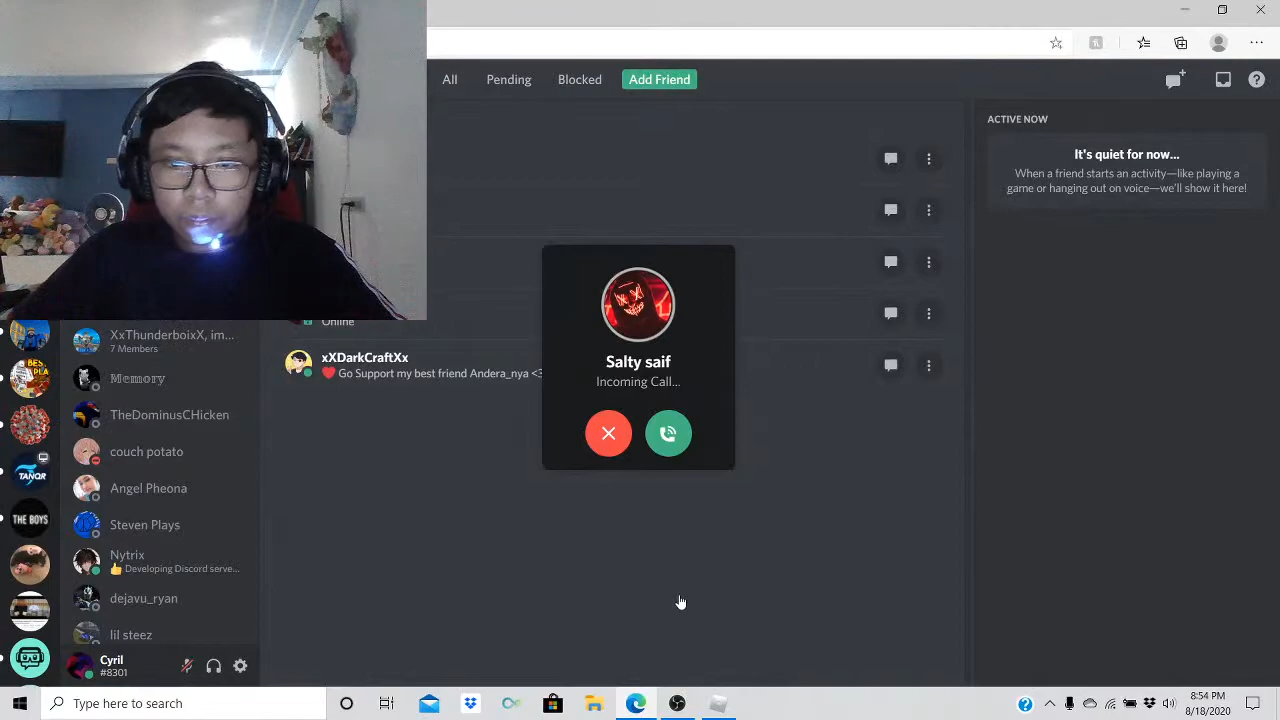 All
Pending
Blocked
Add Friend
ACTIVE NOW
It's quiet for now...
When a friend starts an activity—like playing a
game or hanging out on voice—we'll show it here!
Online
xXDarkCraftXx
Go Support my best friend Andera_nya <3
Salty saif
Incoming Call...
XxThunderboixX, im...
7 Members
𝕄𝕖𝕞𝕠𝕣𝕪
TheDominusCHicken
couch potato
Angel Pheona
Steven Plays
Nytrix
👍 Developing Discord serve...
dejavu_ryan
lil steez
TANQR
THE BOYS
Cyril
#8301
Type here to search
8:54 PM
8/18/2020